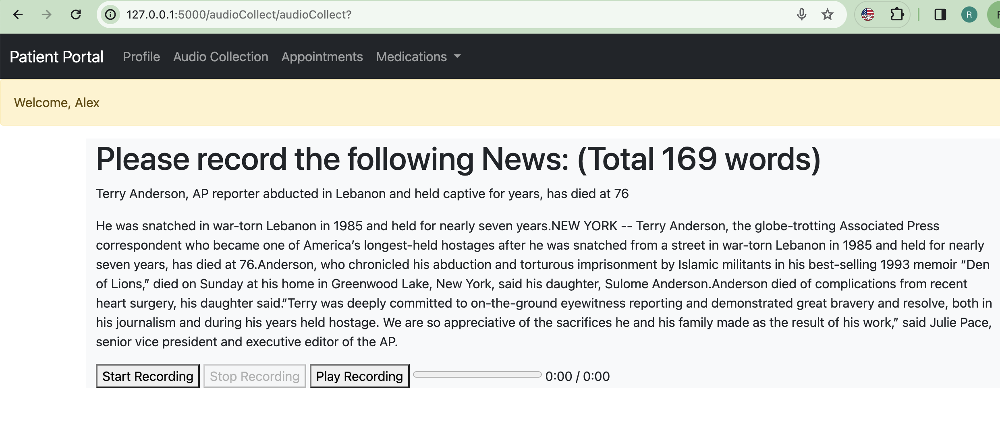 127.0.0.1:5000/audioCollect/audioCollect?
R
Patient Portal Profile Audio Collection Appointments Medications
Welcome, Alex
Please record the following News: (Total 169 words)
Terry Anderson, AP reporter abducted in Lebanon and held captive for years, has died at 76
He was snatched in war-torn Lebanon in 1985 and held for nearly seven years.NEW YORK -- Terry Anderson, the globe-trotting Associated Press
correspondent who became one of America’s longest-held hostages after he was snatched from a street in war-torn Lebanon in 1985 and held for nearly
seven years, has died at 76.Anderson, who chronicled his abduction and torturous imprisonment by Islamic militants in his best-selling 1993 memoir “Den
of Lions,” died on Sunday at his home in Greenwood Lake, New York, said his daughter, Sulome Anderson.Anderson died of complications from recent
heart surgery, his daughter said.“Terry was deeply committed to on-the-ground eyewitness reporting and demonstrated great bravery and resolve, both in
his journalism and during his years held hostage. We are so appreciative of the sacrifices he and his family made as the result of his work,” said Julie Pace,
senior vice president and executive editor of the AP.
Start Recording Stop Recording Play Recording 0:00 / 0:00